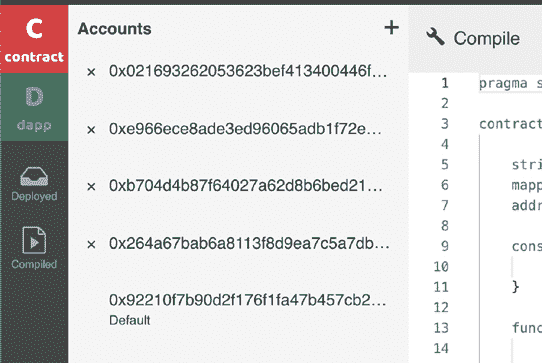 C
contract
D
dapp
Deployed
Compiled
Accounts
+
× 0x021693262053623bef413400446f...
× 0xe966ece8ade3ed96065adb1f72e...
× 0xb704d4b87f64027a62d8b6bed21...
× 0x264a67bab6a8113f8d9ea7c5a7db...
0x92210f7b90d2f176f1fa47b457cb2...
Default
Compile
1 pragma s
2
3 contract
4
5 stri
6 mapp
7 addr
8
9 cons
10
11 }
12
13 func
14